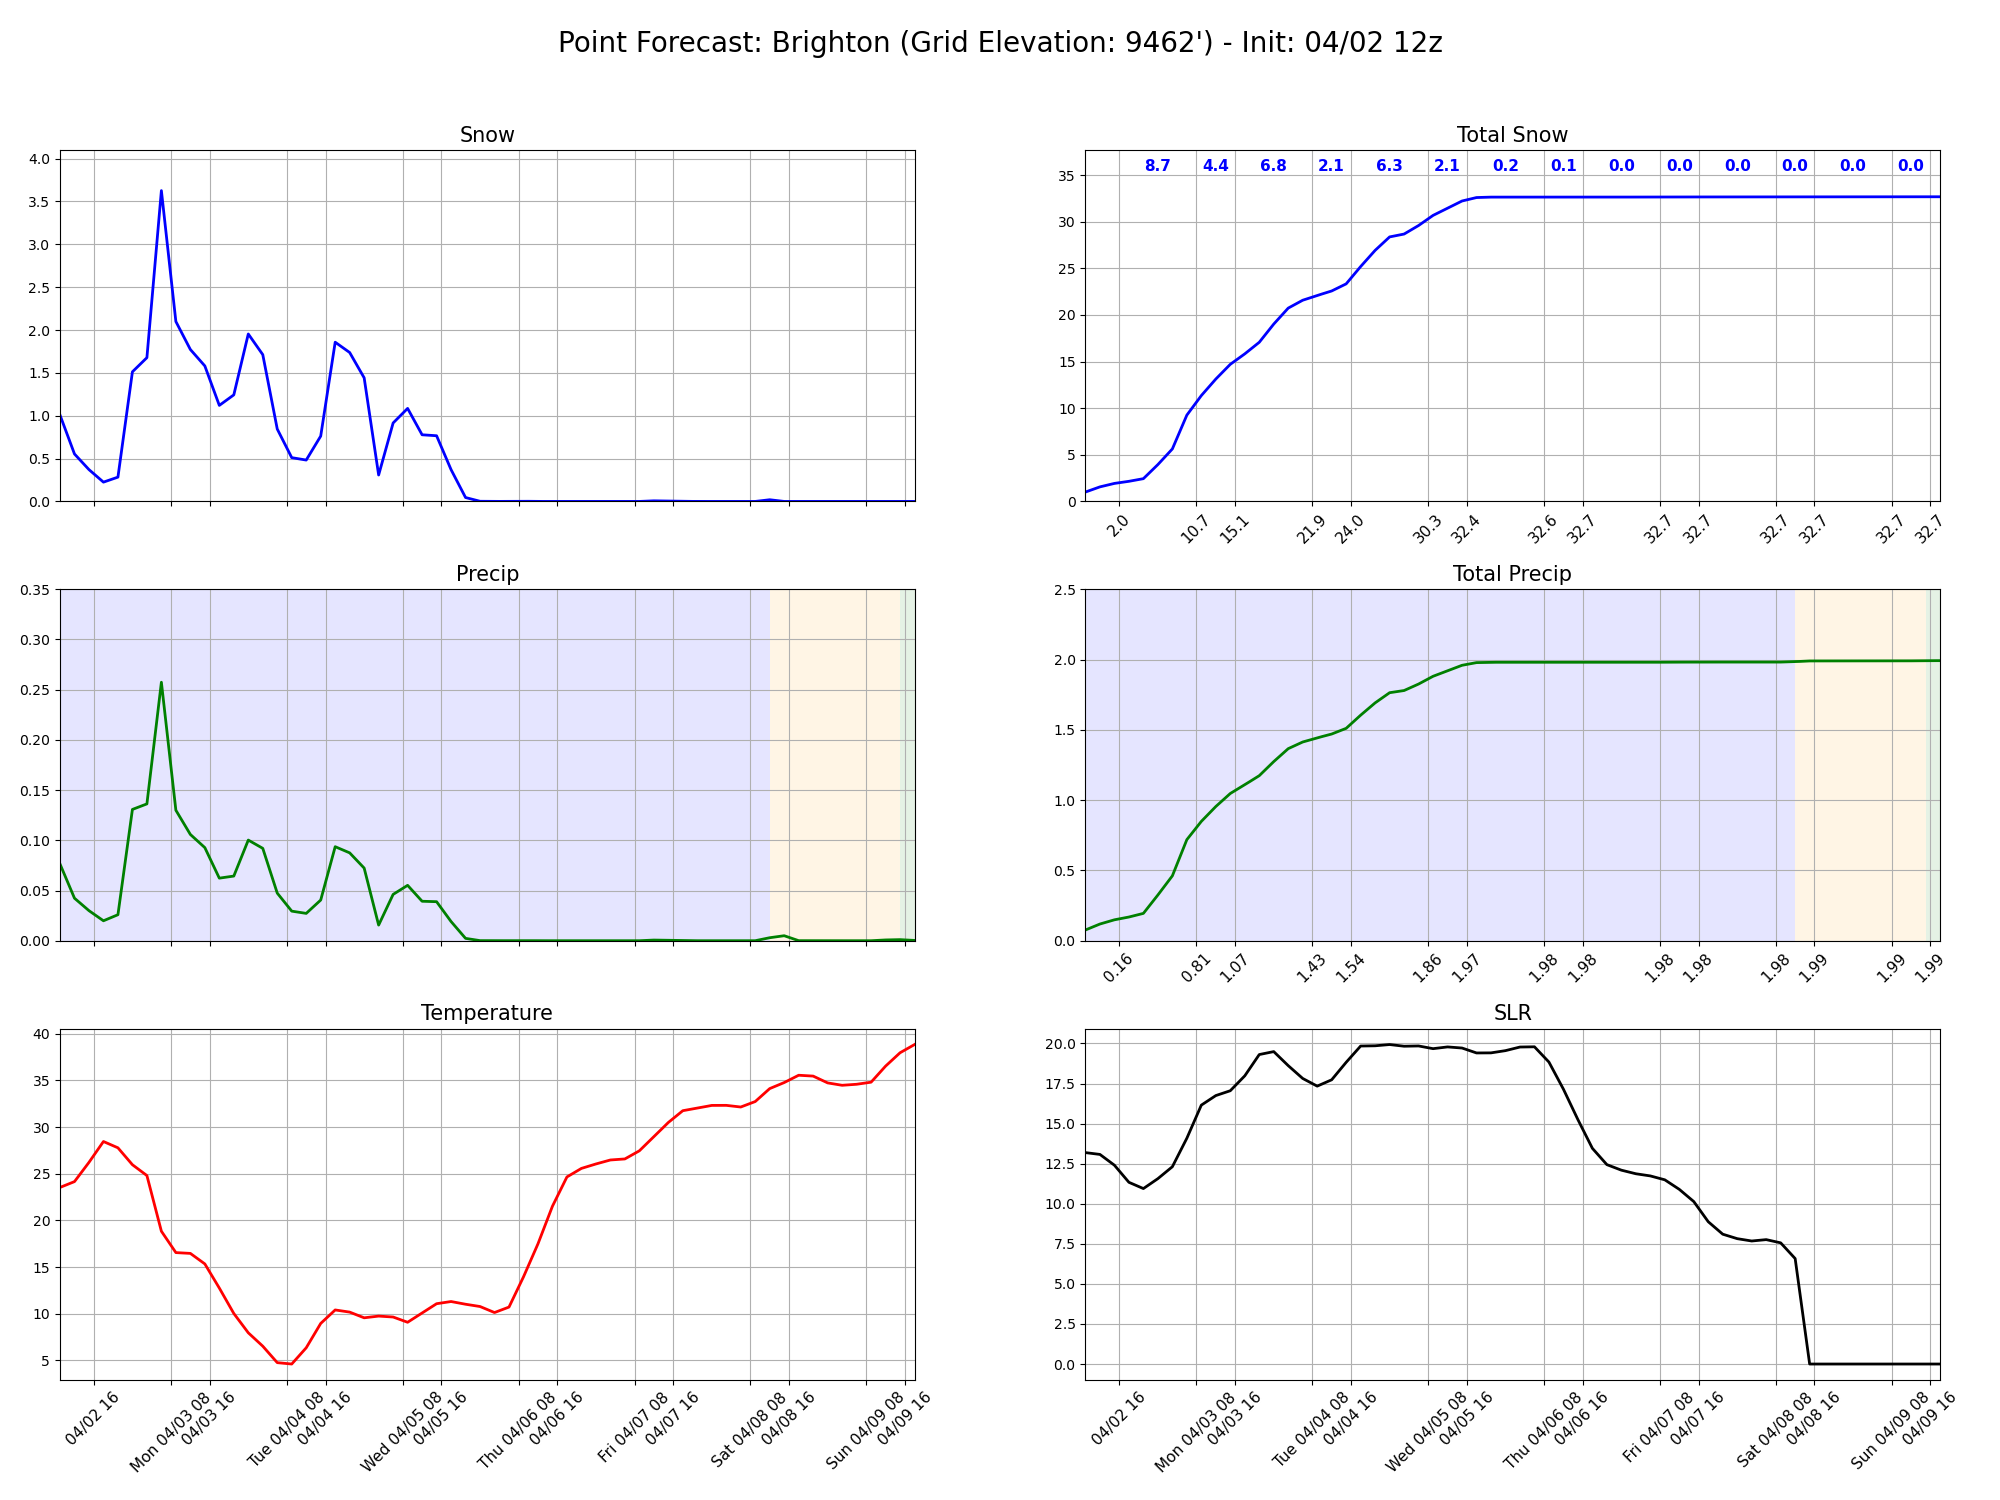 Point Forecast: Brighton (Grid Elevation: 9462') - Init: 04/02 12z
Snow
4.0
3.5
3.0
2.5
2.0
1.5
1.0
0.5
0.0
Total Snow
8.7 4.4 6.8 2.1 6.3 2.1 0.2 0.1 0.0 0.0 0.0 0.0 0.0 0.0
35
30
25
20
15
10
5
0
2.0 10.7 15.1 21.9 24.0 30.3 32.4 32.6 32.7 32.7 32.7 32.7 32.7 32.7 32.7
Precip
0.35
0.30
0.25
0.20
0.15
0.10
0.05
0.00
Total Precip
2.5
2.0
1.5
1.0
0.5
0.0
0.16 0.81 1.07 1.43 1.54 1.86 1.97 1.98 1.98 1.98 1.98 1.98 1.99 1.99 1.99
Temperature
40
35
30
25
20
15
10
5
04/02 16
Mon 04/03 08
04/03 16
Tue 04/04 08
04/04 16
Wed 04/05 08
04/05 16
Thu 04/06 08
04/06 16
Fri 04/07 08
04/07 16
Sat 04/08 08
04/08 16
Sun 04/09 08
04/09 16
SLR
20.0
17.5
15.0
12.5
10.0
7.5
5.0
2.5
0.0
04/02 16
Mon 04/03 08
04/03 16
Tue 04/04 08
04/04 16
Wed 04/05 08
04/05 16
Thu 04/06 08
04/06 16
Fri 04/07 08
04/07 16
Sat 04/08 08
04/08 16
Sun 04/09 08
04/09 16